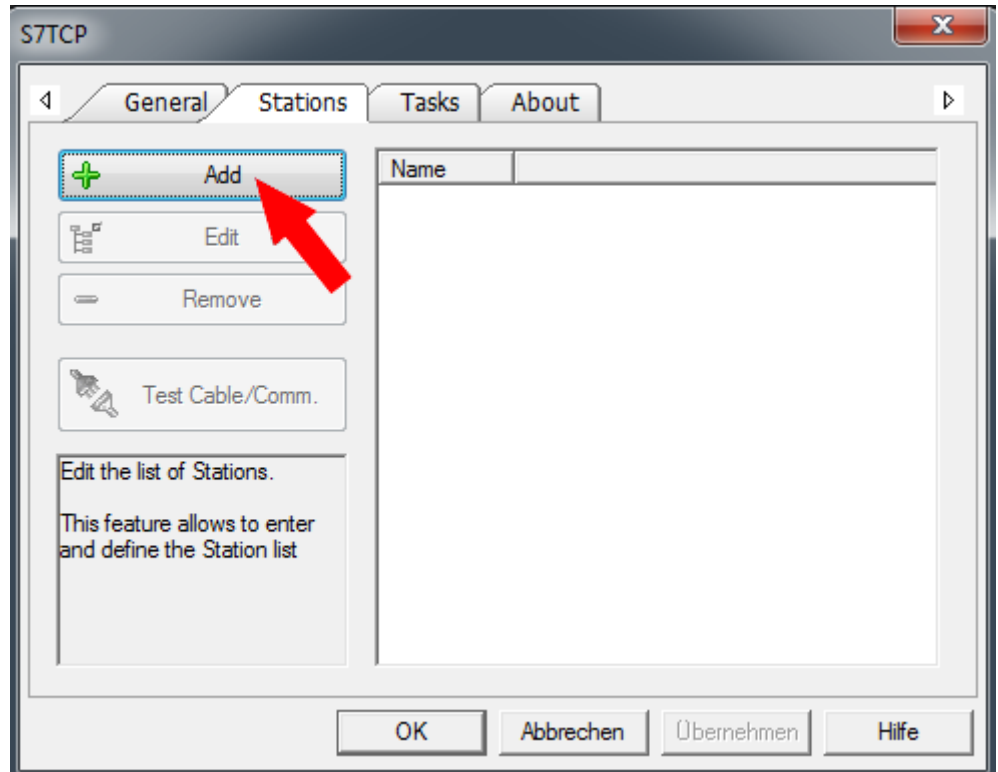 S7TCP
General Stations Tasks About
Add
Edit
Remove
Test Cable/Comm.
Edit the list of Stations.
This feature allows to enter
and define the Station list
Name
OK Abbrechen Übernehmen Hilfe